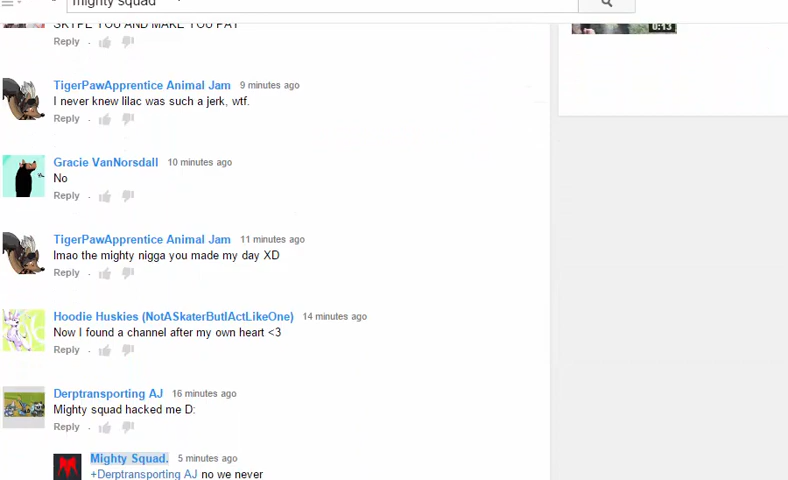 mighty squad
SKYPE YOU AND MAKE YOU PAY
Reply .
6:13
TigerPawApprentice Animal Jam 9 minutes ago
I never knew lilac was such a jerk, wtf.
Reply .
Gracie VanNorsdall 10 minutes ago
No
Reply .
TigerPawApprentice Animal Jam 11 minutes ago
lmao the mighty nigga you made my day XD
Reply .
Hoodie Huskies (NotASkaterButIActLikeOne) 14 minutes ago
Now I found a channel after my own heart <3
Reply .
Derptransporting AJ 16 minutes ago
Mighty squad hacked me D:
Reply .
Mighty Squad. 5 minutes ago
+Derptransporting AJ no we never